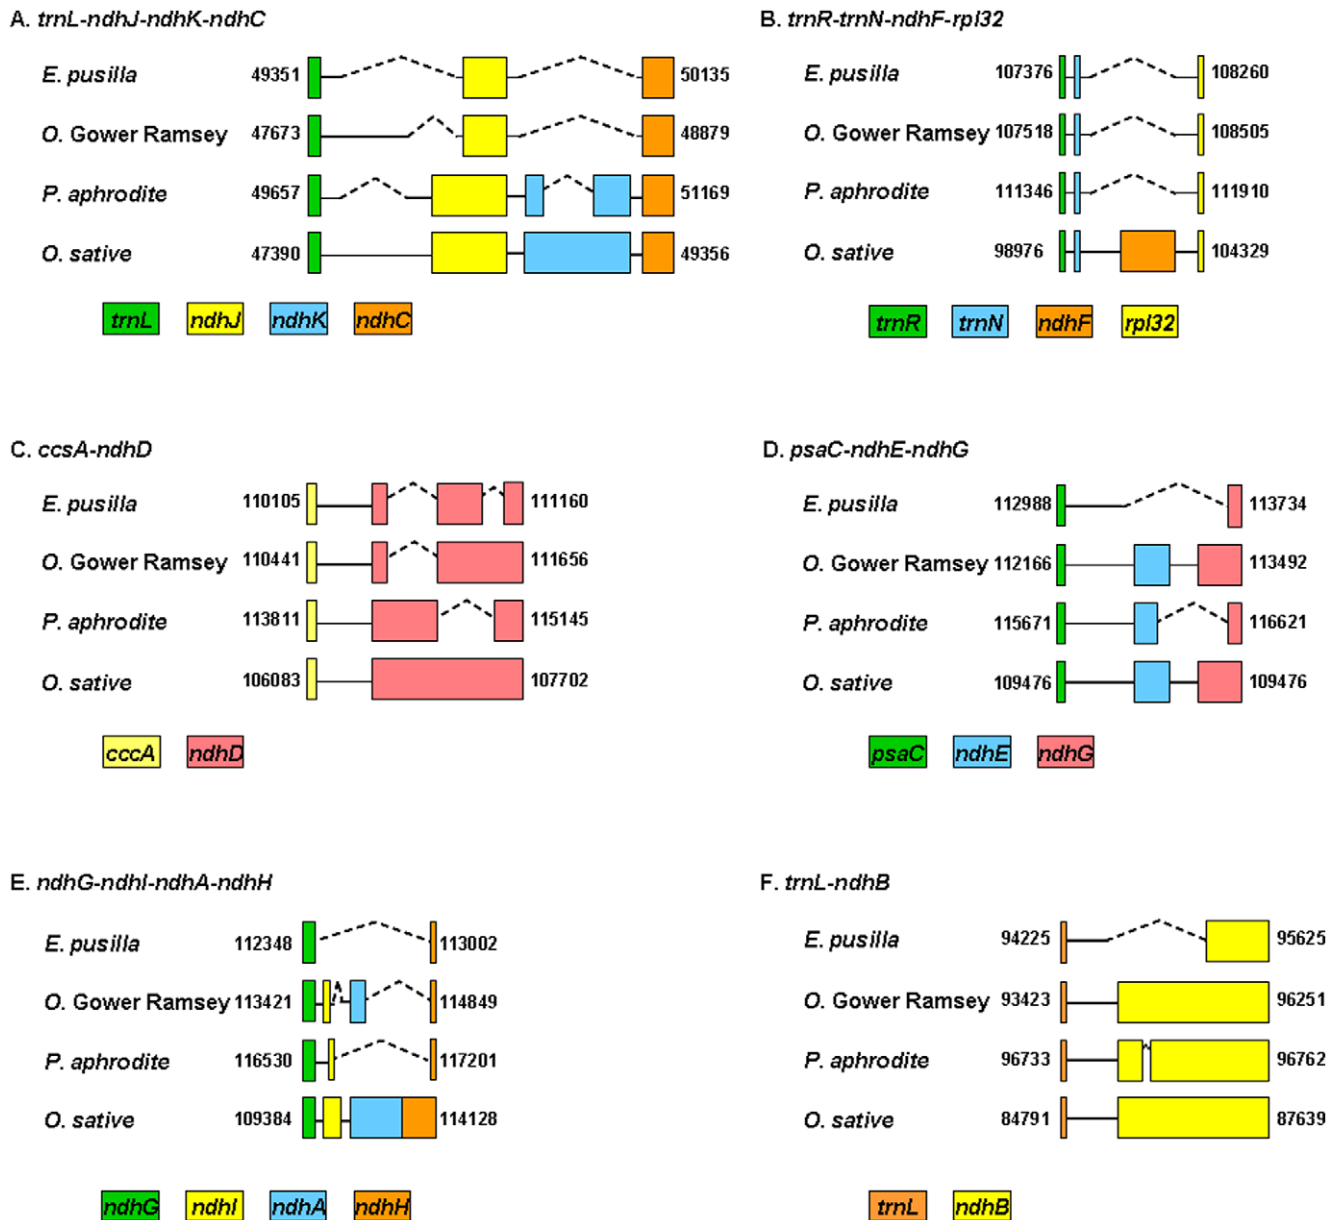 A. trnL-ndhJ-ndhK-ndhC
E. pusilla 49351 50135
O. Gower Ramsey 47673 48879
P. aphrodite 49657 51169
O. sative 47390 49356
trnL ndhJ ndhK ndhC
B. trnR-trnN-ndhF-rpl32
E. pusilla 107376 108260
O. Gower Ramsey 107518 108505
P. aphrodite 111346 111910
O. sative 98976 104329
trnR trnN ndhF rpl32
C. ccsA-ndhD
E. pusilla 110105 111160
O. Gower Ramsey 110441 111656
P. aphrodite 113811 115145
O. sative 106083 107702
cccA ndhD
D. psaC-ndhE-ndhG
E. pusilla 112988 113734
O. Gower Ramsey 112166 113492
P. aphrodite 115671 116621
O. sative 109476 109476
psaC ndhE ndhG
E. ndhG-ndhI-ndhA-ndhH
E. pusilla 112348 113002
O. Gower Ramsey 113421 114849
P. aphrodite 116530 117201
O. sative 109384 114128
ndhG ndhI ndhA ndhH
F. trnL-ndhB
E. pusilla 94225 95625
O. Gower Ramsey 93423 96251
P. aphrodite 96733 96762
O. sative 84791 87639
trnL ndhB